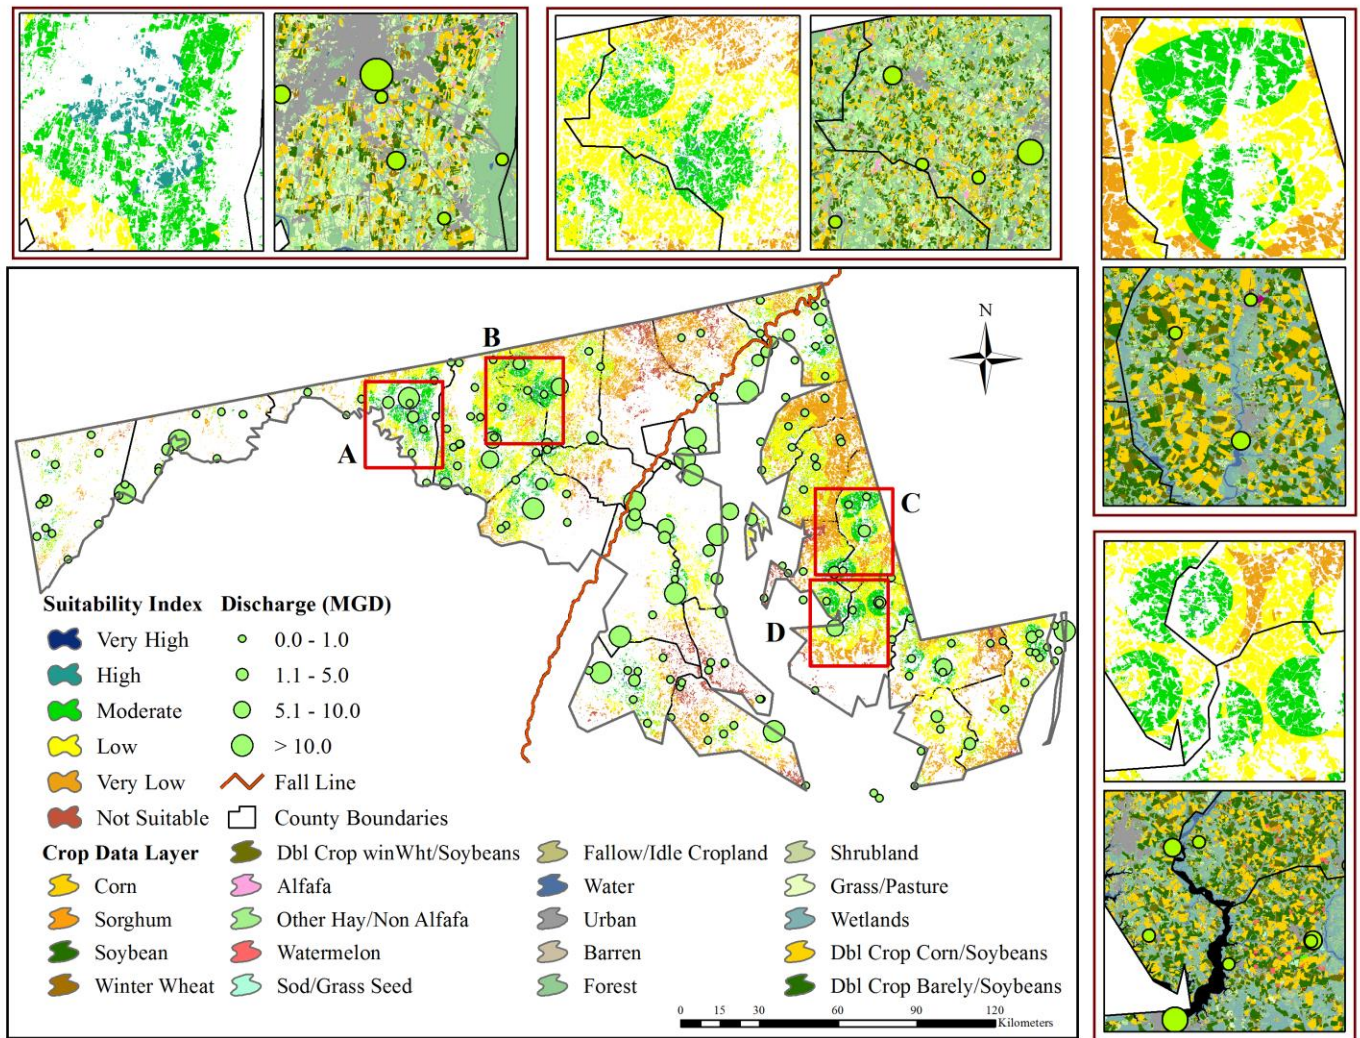 N
B
A
C
D
Suitability Index
Very High
High
Moderate
Low
Very Low
Not Suitable
Discharge (MGD)
0.0 - 1.0
1.1 - 5.0
5.1 - 10.0
> 10.0
Fall Line
County Boundaries
Crop Data Layer
Corn
Sorghum
Soybean
Winter Wheat
Dbl Crop winWht/Soybeans
Alfafa
Other Hay/Non Alfafa
Watermelon
Sod/Grass Seed
Fallow/Idle Cropland
Water
Urban
Barren
Forest
Shrubland
Grass/Pasture
Wetlands
Dbl Crop Corn/Soybeans
Dbl Crop Barely/Soybeans
0 15 30 60 90 120
Kilometers